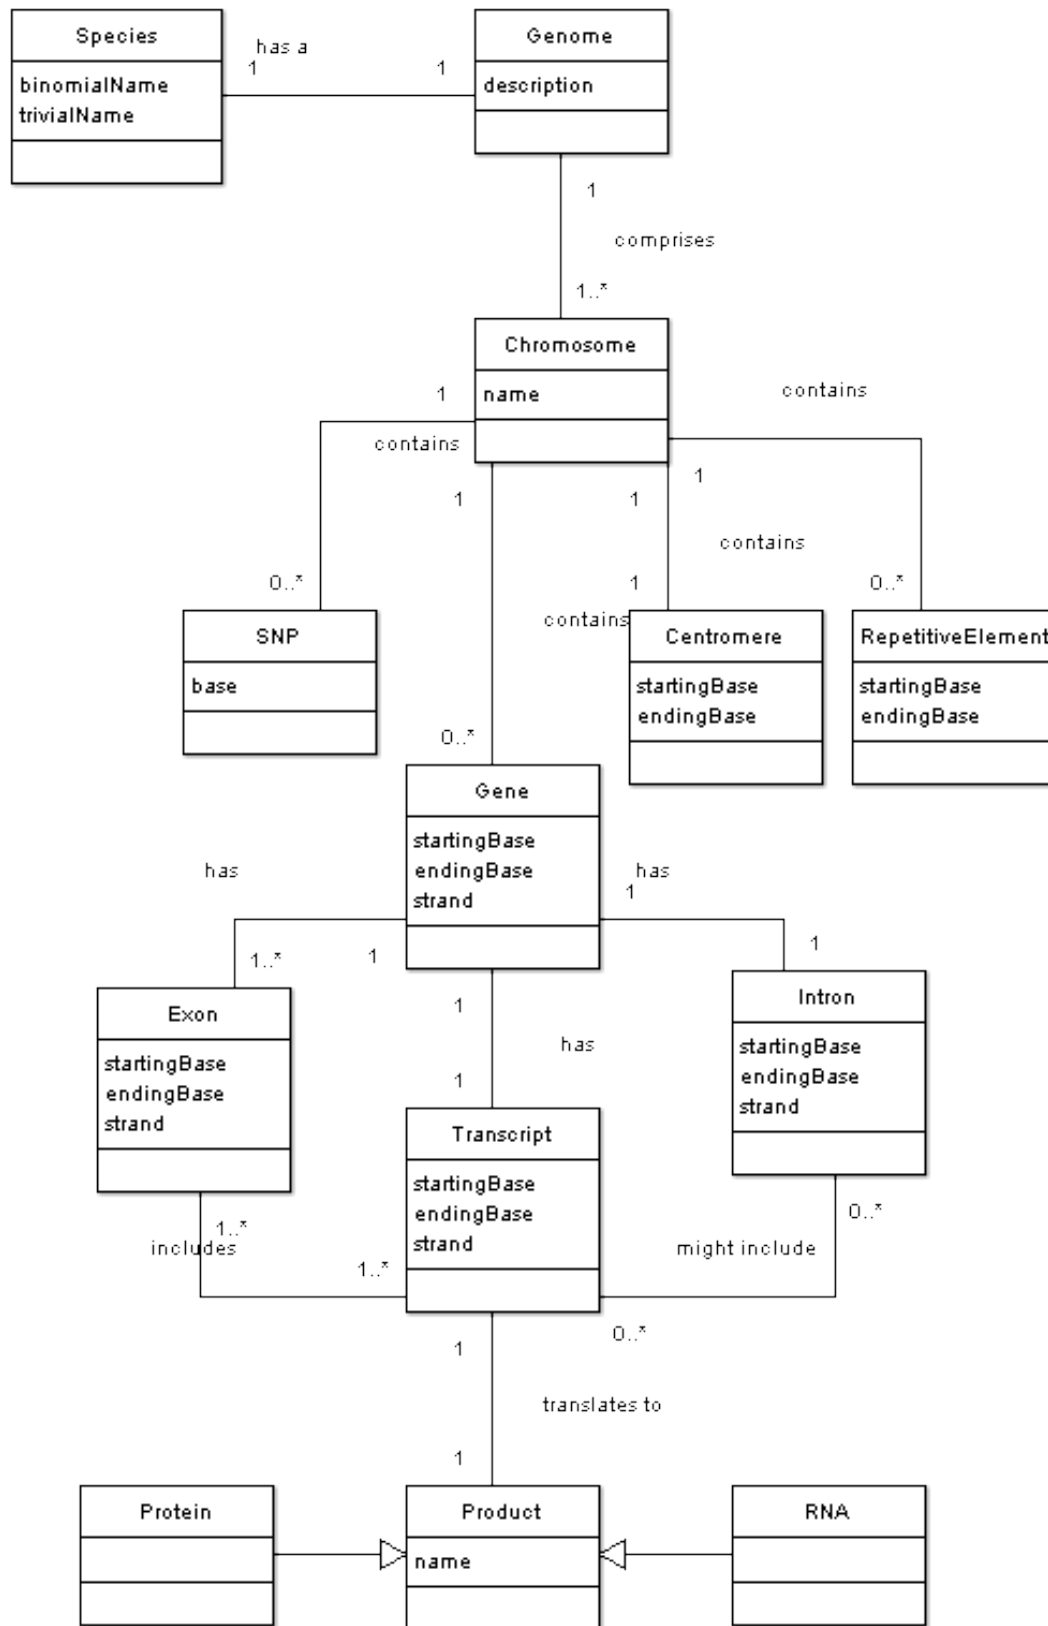 Species
binomialName
trivialName
has a
1
1
Genome
description
1
comprises
1..*
Chromosome
name
1
contains
contains
1
1
1
contains
0..*
SNP
base
1
contains
Centromere
startingBase
endingBase
0..*
RepetitiveElement
startingBase
endingBase
0..*
Gene
startingBase
endingBase
strand
has
has
1
1..*
1
1
1
Exon
startingBase
endingBase
strand
has
Intron
startingBase
endingBase
strand
1
Transcript
startingBase
endingBase
strand
1..*
includes
1..*
0..*
might include
0..*
1
translates to
1
Protein
Product
name
RNA